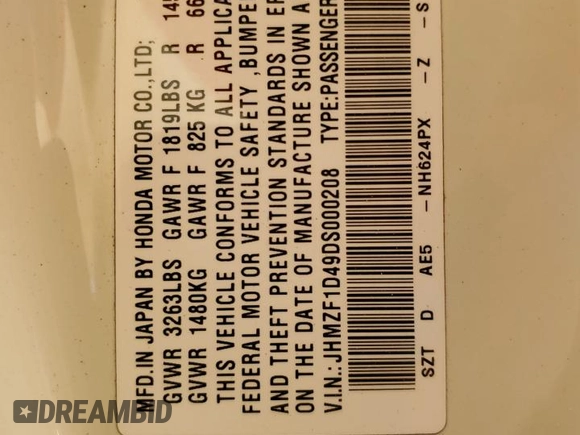 MFD.IN JAPAN BY HONDA MOTOR CO.,LTD;
GVWR 3263LBS GAWR F 1819LBS R 145
GVWR 1480KG GAWR F 825 KG R 66
THIS VEHICLE CONFORMS TO ALL APPLICA
FEDERAL MOTOR VEHICLE SAFETY ,BUMPE
AND THEFT PREVENTION STANDARDS IN EF
ON THE DATE OF MANUFACTURE SHOWN A
V.I.N.: JHMZF1D49DS000208 TYPE:PASSENGER
SZT D AE5 -NH624PX -Z -S
DREAMBID